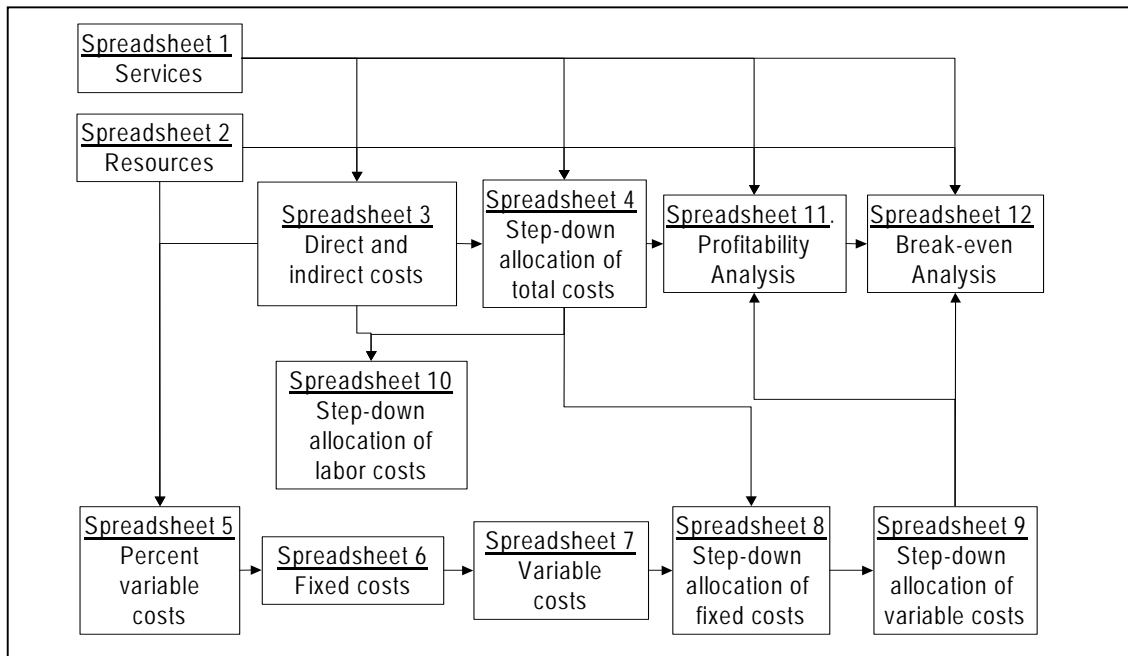 Spreadsheet 1
Services
Spreadsheet 2
Resources
Spreadsheet 3
Direct and
indirect costs
Spreadsheet 4
Step-down
allocation of
total costs
Spreadsheet 11.
Profitability
Analysis
Spreadsheet 12
Break-even
Analysis
Spreadsheet 10
Step-down
allocation of
labor costs
Spreadsheet 5
Percent
variable
costs
Spreadsheet 6
Fixed costs
Spreadsheet 7
Variable
costs
Spreadsheet 8
Step-down
allocation of
fixed costs
Spreadsheet 9
Step-down
allocation of
variable costs